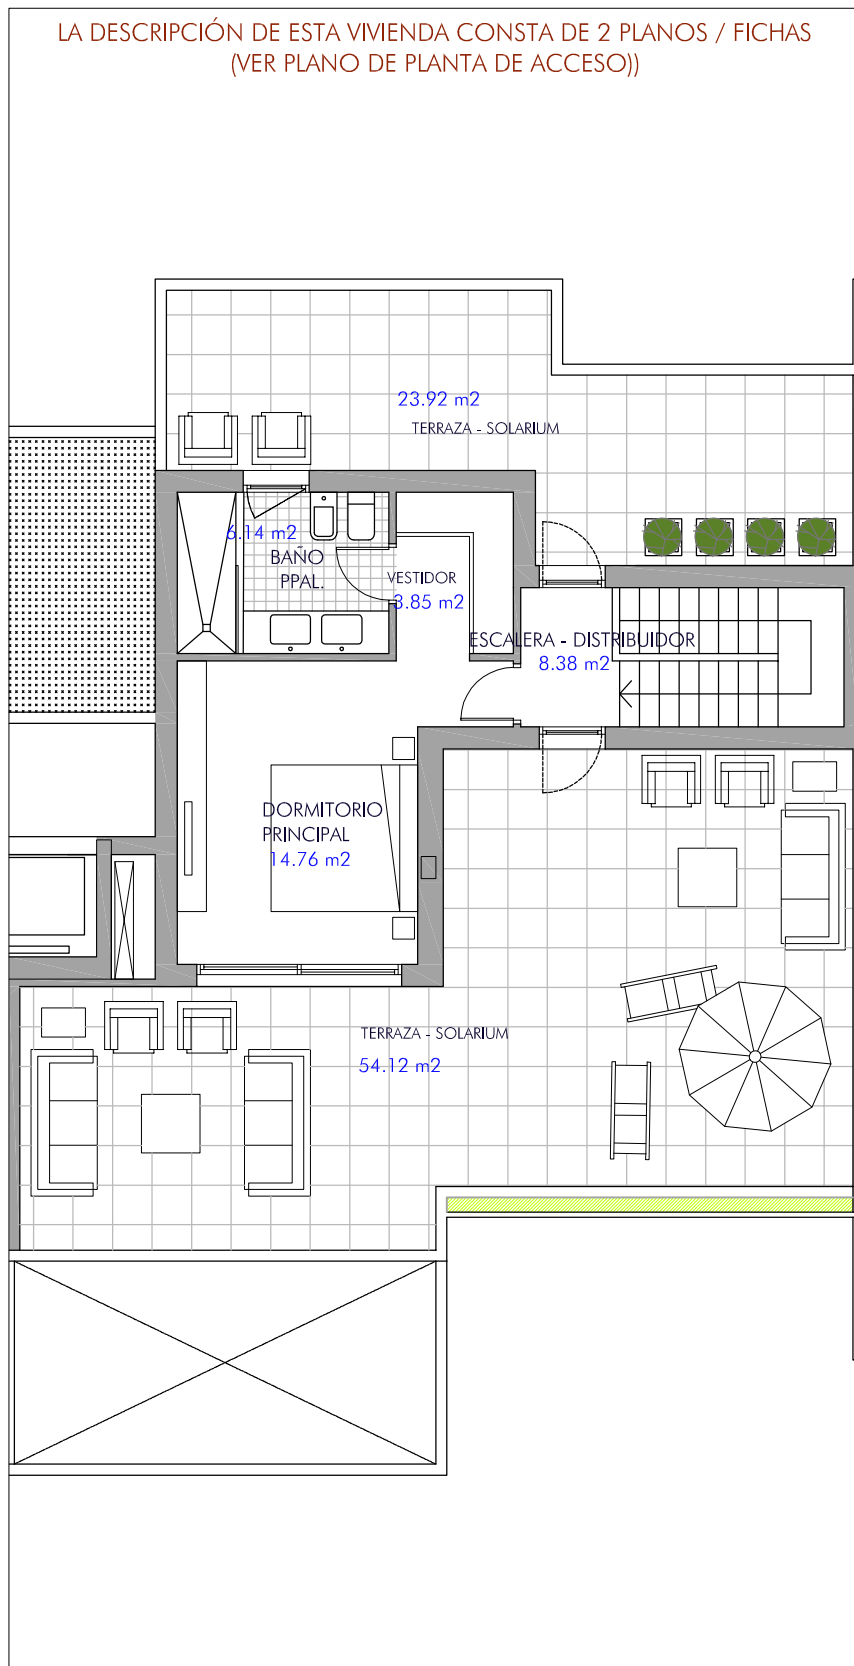 LA DESCRIPCIÓN DE ESTA VIVIENDA CONSTA DE 2 PLANOS / FICHAS
(VER PLANO DE PLANTA DE ACCESO))
23.92 m2
TERRAZA - SOLARIUM
6.14 m2
BAÑO
PPAL.
VESTIDOR
3.85 m2
ESCALERA - DISTRIBUIDOR
8.38 m2
DORMITORIO
PRINCIPAL
14.76 m2
TERRAZA - SOLARIUM
54.12 m2